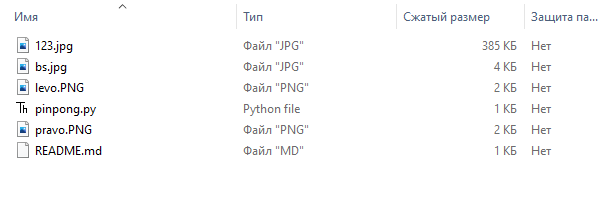 Имя Тип Сжатый размер Защита па...
123.jpg Файл "JPG" 385 КБ Нет
bs.jpg Файл "JPG" 4 КБ Нет
levo.PNG Файл "PNG" 2 КБ Нет
pinpong.py Python file 1 КБ Нет
pravo.PNG Файл "PNG" 2 КБ Нет
README.md Файл "MD" 1 КБ Нет